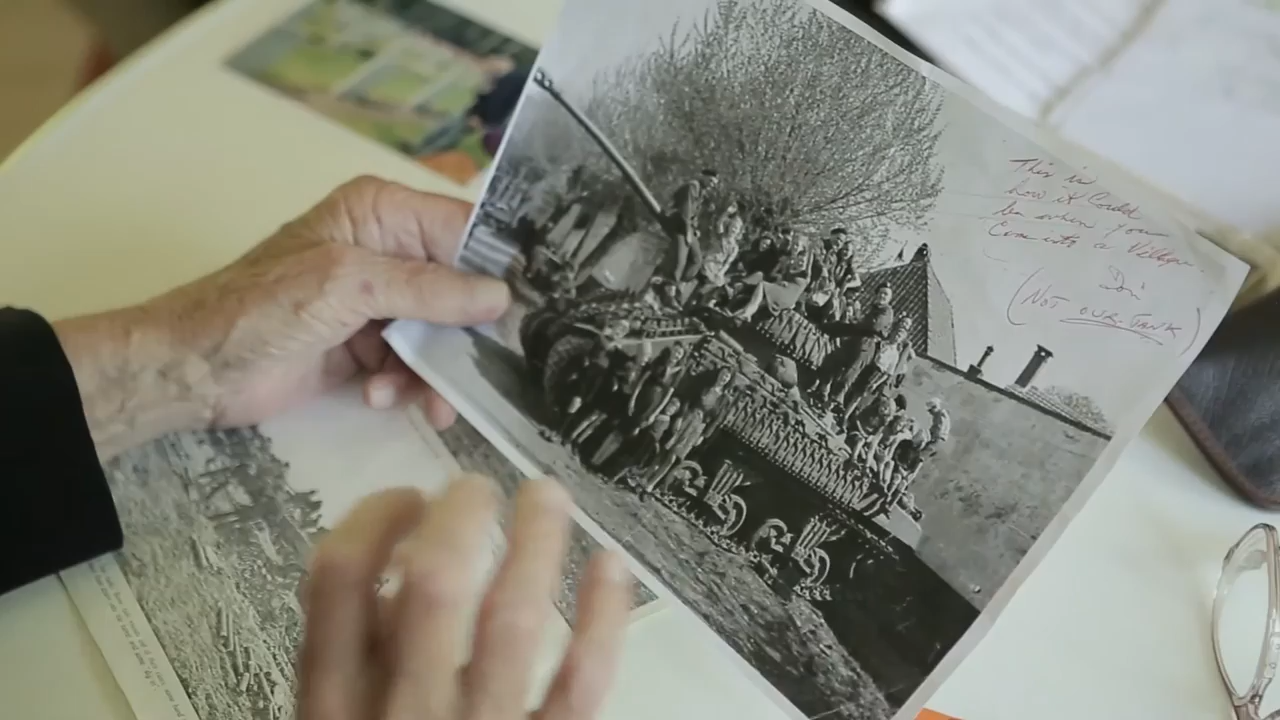 This is
how it Could
be when you
Come into a Village.
Don
(NOT OUR TANK)